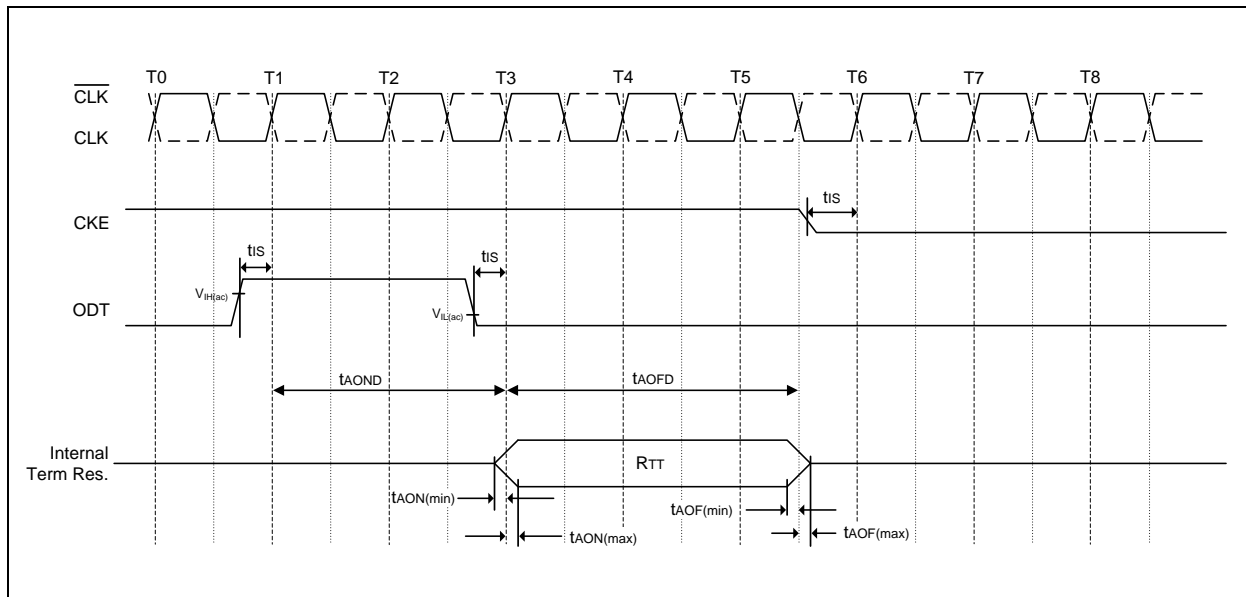 T0 T1 T2 T3 T4 T5 T6 T7 T8
CLK
CLK
CKE
tIS
tIS
tIS
VIH(ac)
ODT
VIL(ac)
tAOND
tAOFD
Internal
Term Res.
RTT
tAON(min)
tAOF(min)
tAON(max)
tAOF(max)